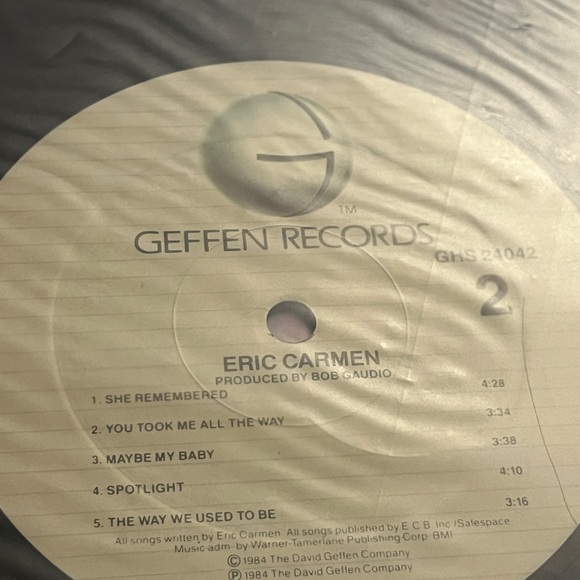 G
TM
GEFFEN RECORDS
GHS 24042
2
ERIC CARMEN
PRODUCED BY BOB GAUDIO
1. SHE REMEMBERED 4:28
2. YOU TOOK ME ALL THE WAY 3:34
3. MAYBE MY BABY 3:38
4. SPOTLIGHT 4:10
5. THE WAY WE USED TO BE 3:16
All songs written by Eric Carmen. All songs published by E.C.B. Inc./Salespace
Music adm. by Warner-Tamerlane Publishing Corp. BMI
©1984 The David Geffen Company
℗1984 The David Geffen Company